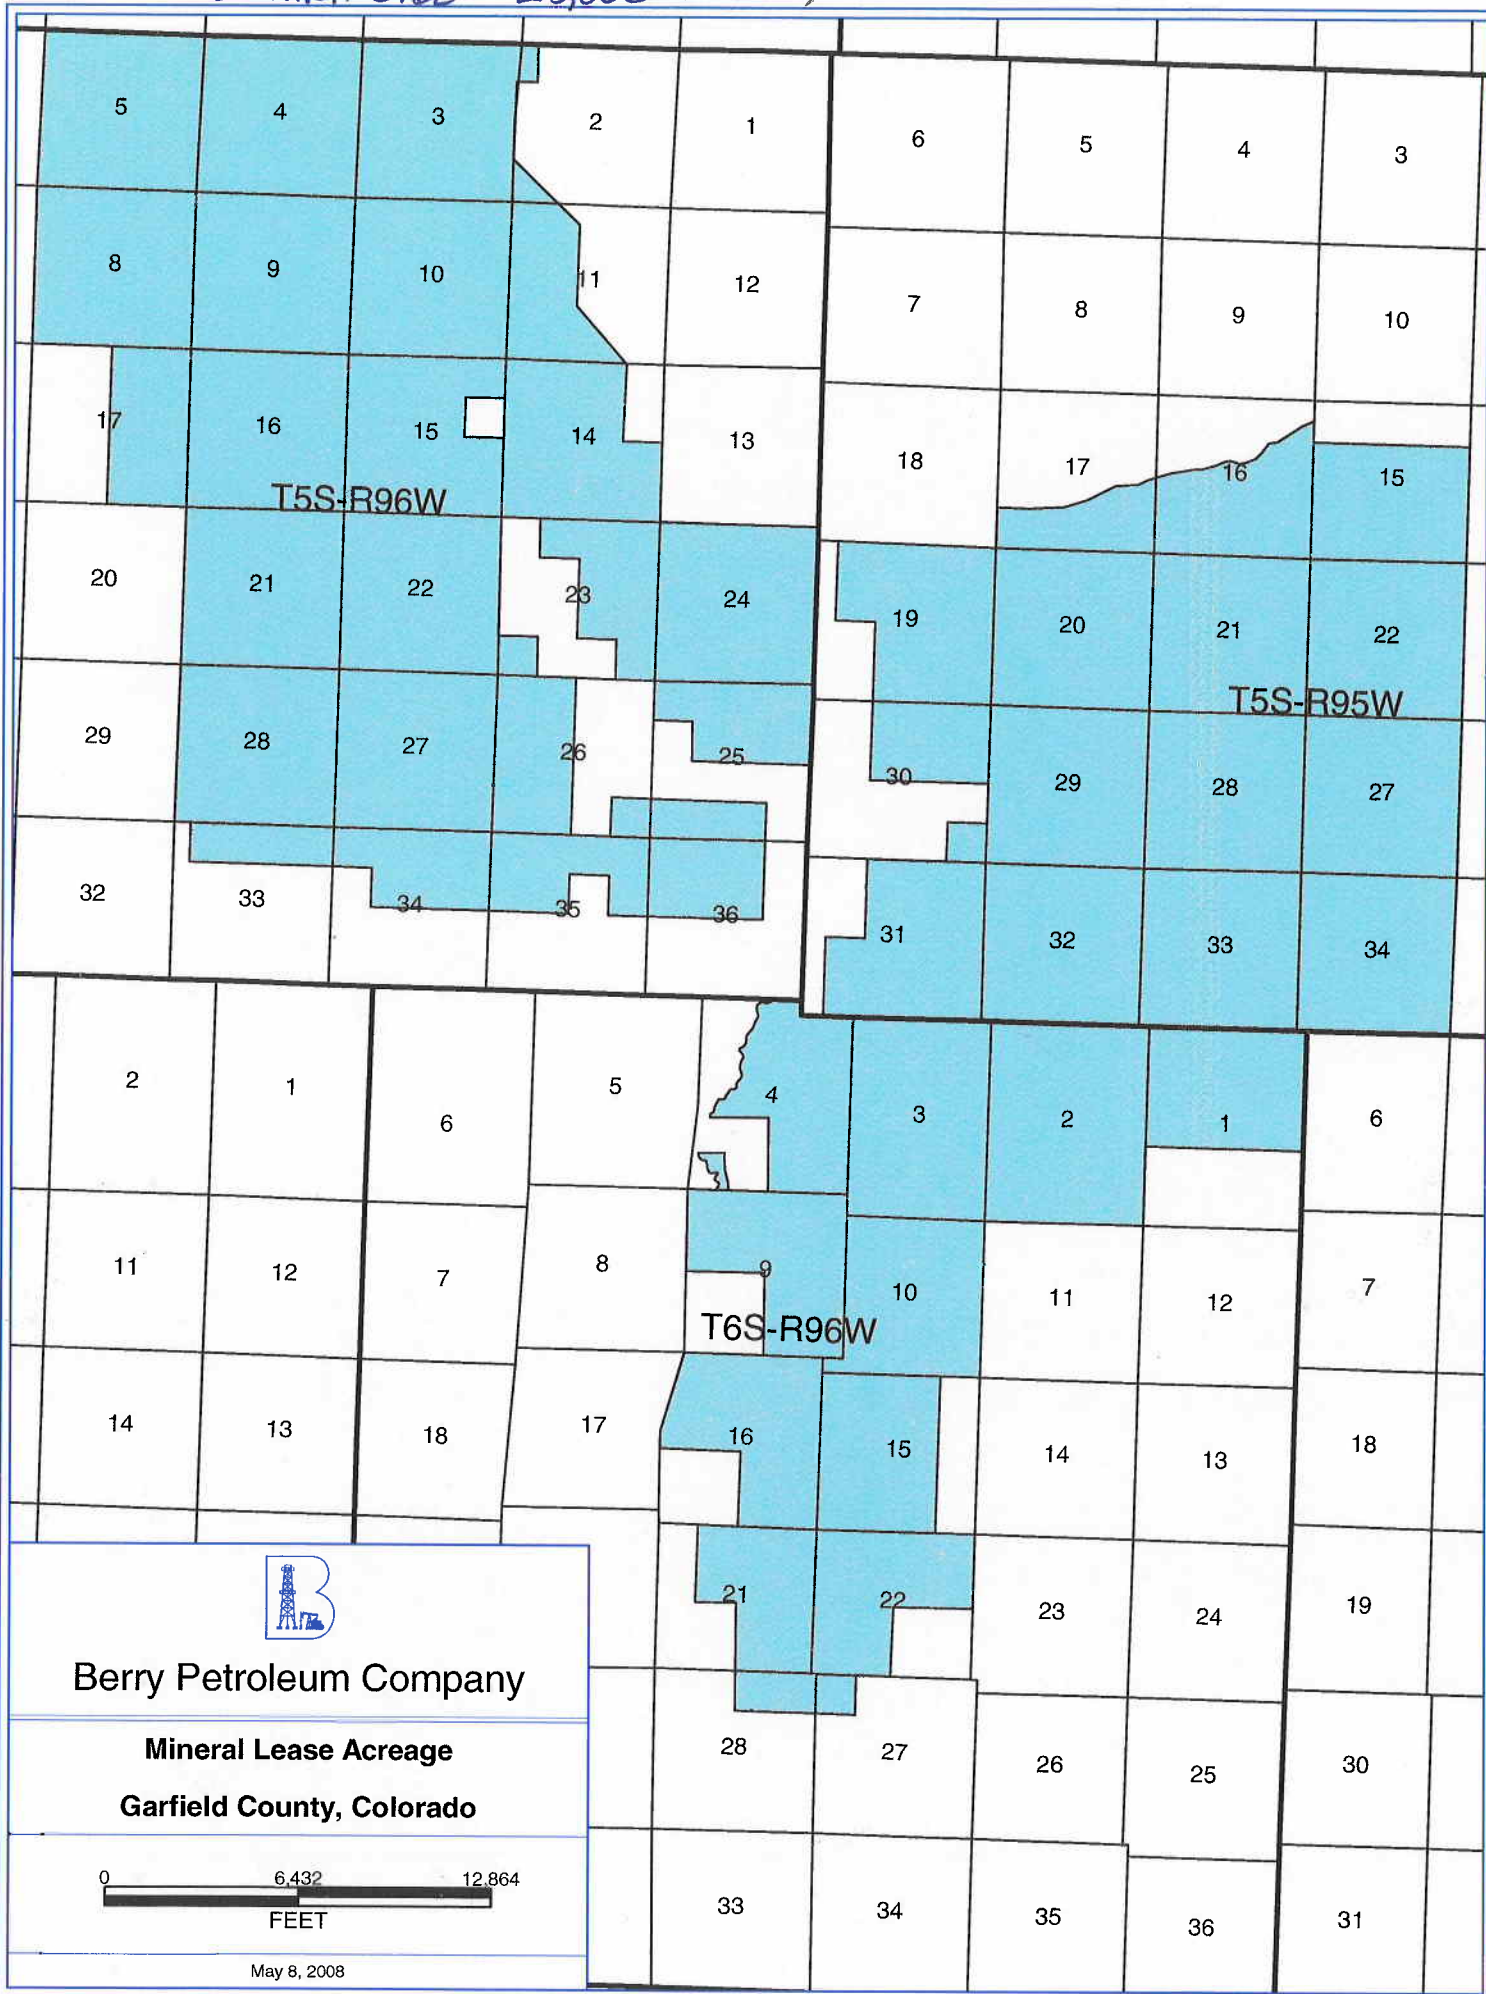 5 4 3 2 1 6 5 4 3
8 9 10 11 12 7 8 9 10
17 16 15 14 13 18 17 16 15
T5S-R96W
20 21 22 23 24 19 20 21 22
T5S-R95W
29 28 27 26 25 30 29 28 27
32 33 34 35 36 31 32 33 34
2 1 6 5 4 3 2 1 6
11 12 7 8 9 10 11 12 7
T6S-R96W
14 13 18 17 16 15 14 13 18
21 22 23 24 19
28 27 26 25 30
33 34 35 36 31
B
Berry Petroleum Company
Mineral Lease Acreage
Garfield County, Colorado
0 6,432 12,864
FEET
May 8, 2008